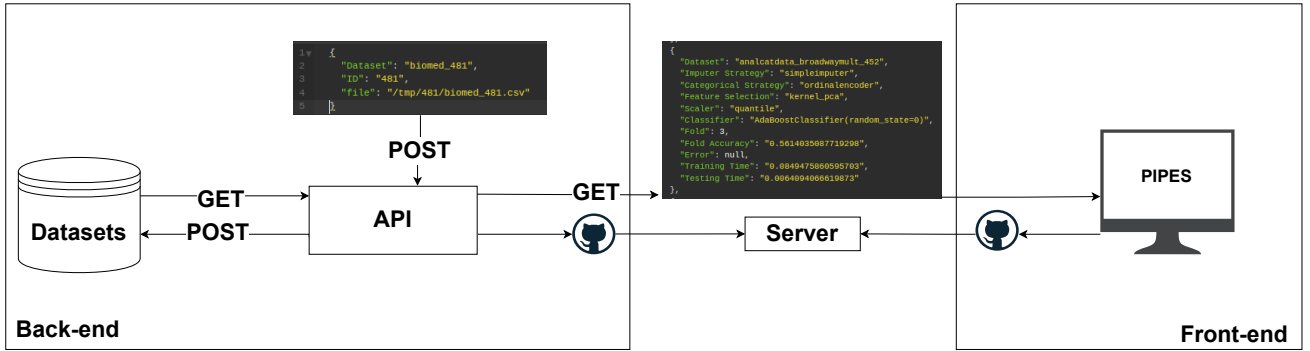 1 {
2 "Dataset": "biomed_481",
3 "ID": "481",
4 "file": "/tmp/481/biomed_481.csv"
5 }
POST
GET
POST
Datasets
API
GET
{
"Dataset": "analcatdata_broadwaymult_452",
"Imputer Strategy": "simpleimputer",
"Categorical Strategy": "ordinalencoder",
"Feature Selection": "kernel_pca",
"Scaler": "quantile",
"Classifier": "AdaBoostClassifier(random_state=0)",
"Fold": 3,
"Fold Accuracy": "0.5614035087719298",
"Error": null,
"Training Time": "0.0849475860595703",
"Testing Time": "0.0064094066619873"
},
Server
PIPES
Back-end
Front-end